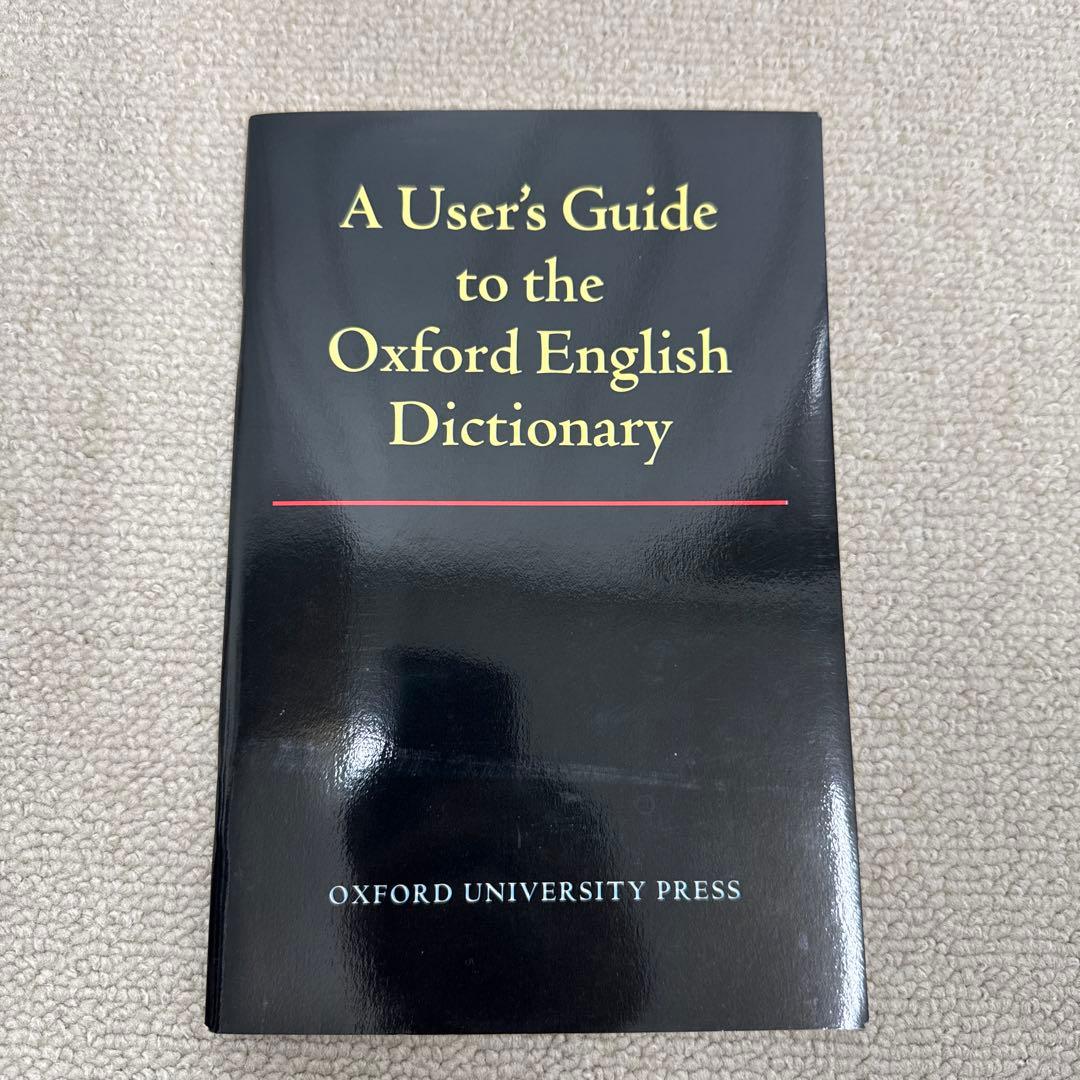 A User’s Guide
to the
Oxford English
Dictionary
OXFORD UNIVERSITY PRESS